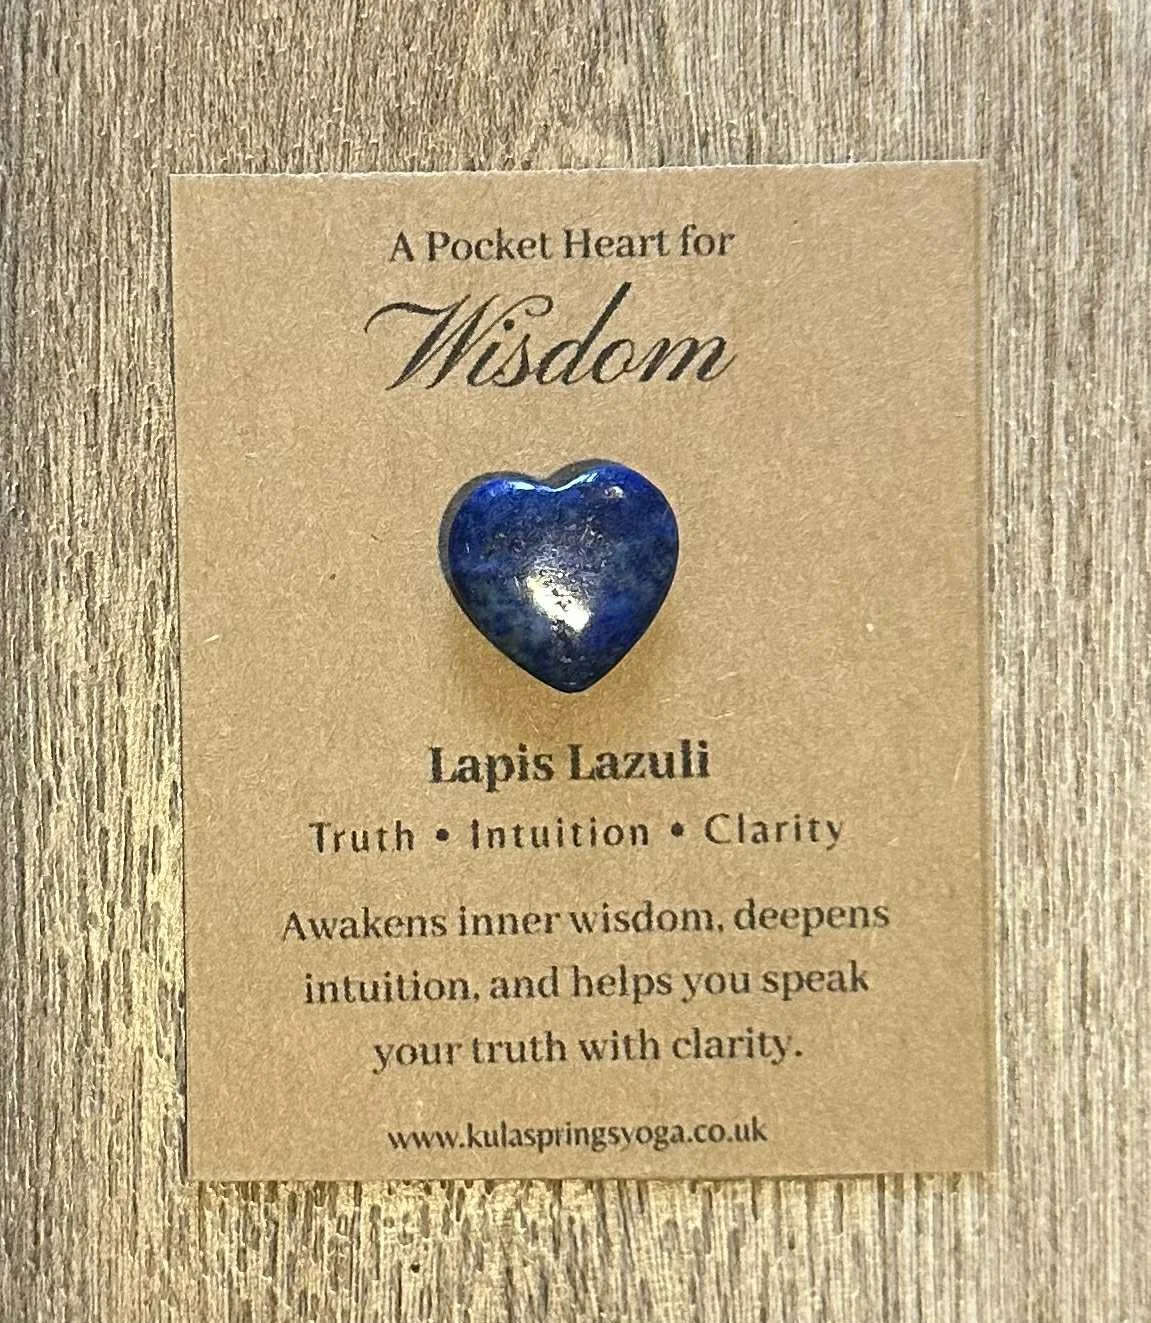 A Pocket Heart for
Wisdom
Lapis Lazuli
Truth • Intuition • Clarity
Awakens inner wisdom, deepens
intuition, and helps you speak
your truth with clarity.
www.kulaspringsyoga.co.uk